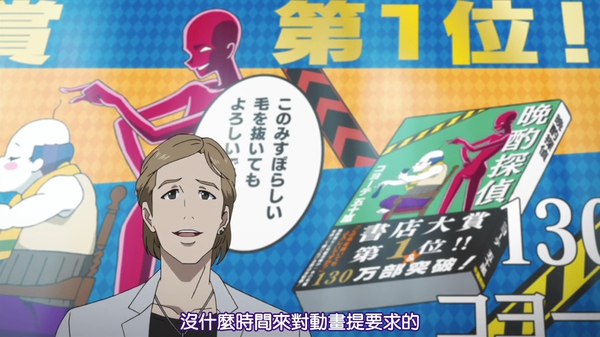 賞 第1位!
このみすぼらしい
毛を抜いても
よろしいで
晩酌探偵
書店大賞
第1位!!
130万部突破!
130
沒什麼時間來對動畫提要求的